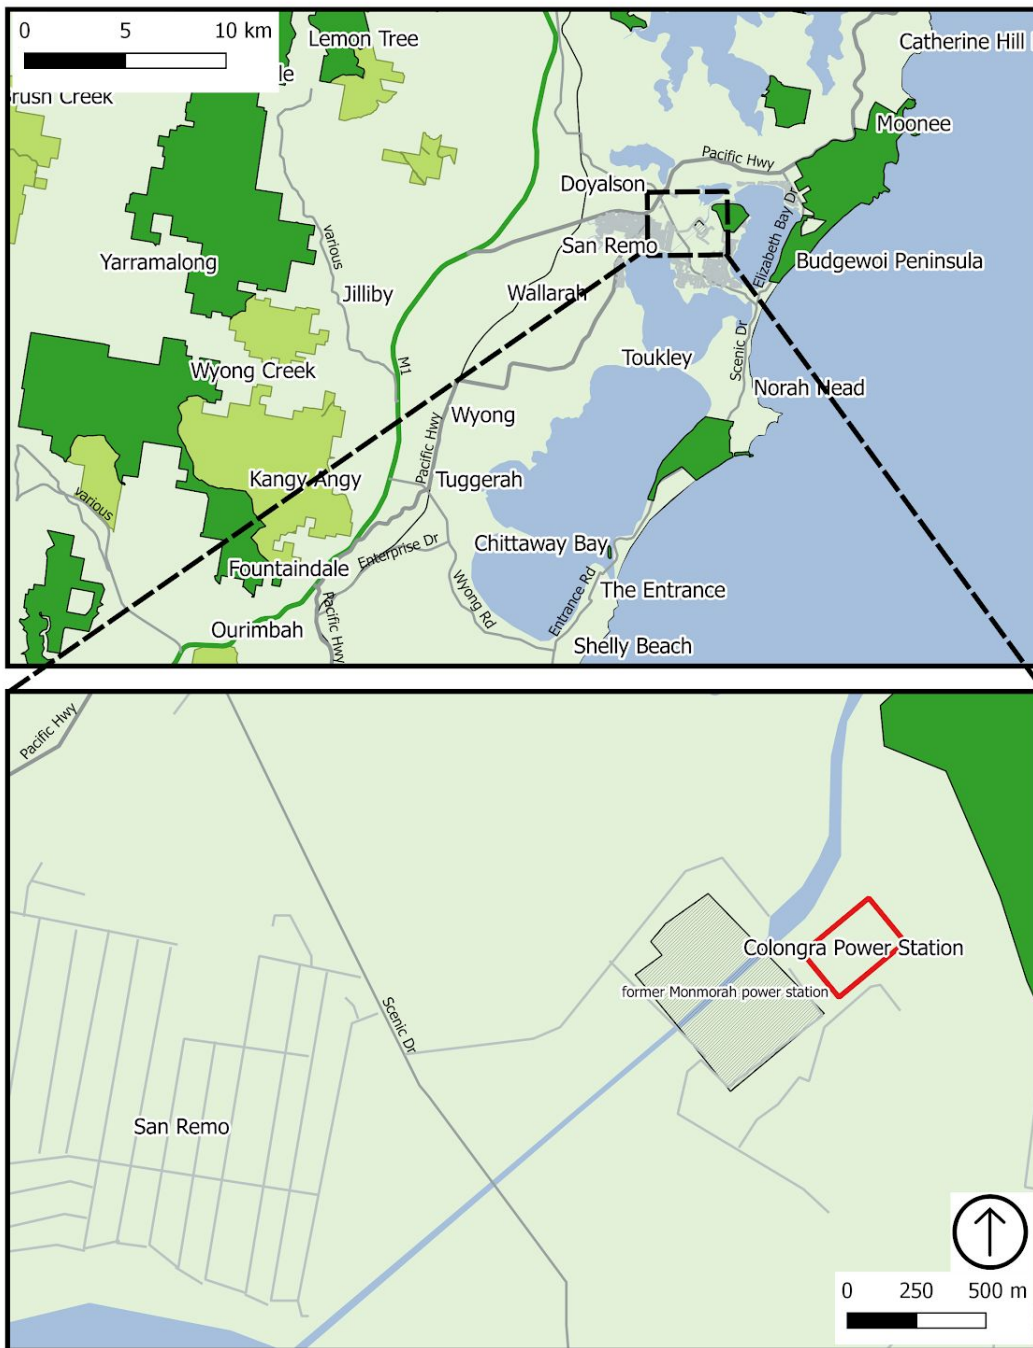 0 5 10 km
Lemon Tree
Catherine Hill
le
Brush Creek
Moonee
Pacific Hwy
Doyalson
various
San Remo
Elizabeth Bay Dr
Yarramalong
Budgewoi Peninsula
Jilliby
Wallarah
Scenic Dr
Toukley
M1
Wyong Creek
Norah Head
Wyong
Pacific Hwy
Kangy Angy
Tuggerah
various
Chittaway Bay
Enterprise Dr
Fountaindale
The Entrance
Wyong Rd
Entrance Rd
Pacific Hwy
Ourimbah
Shelly Beach
Pacific Hwy
Colongra Power Station
former Monmorah power station
Scenic Dr
San Remo
0 250 500 m